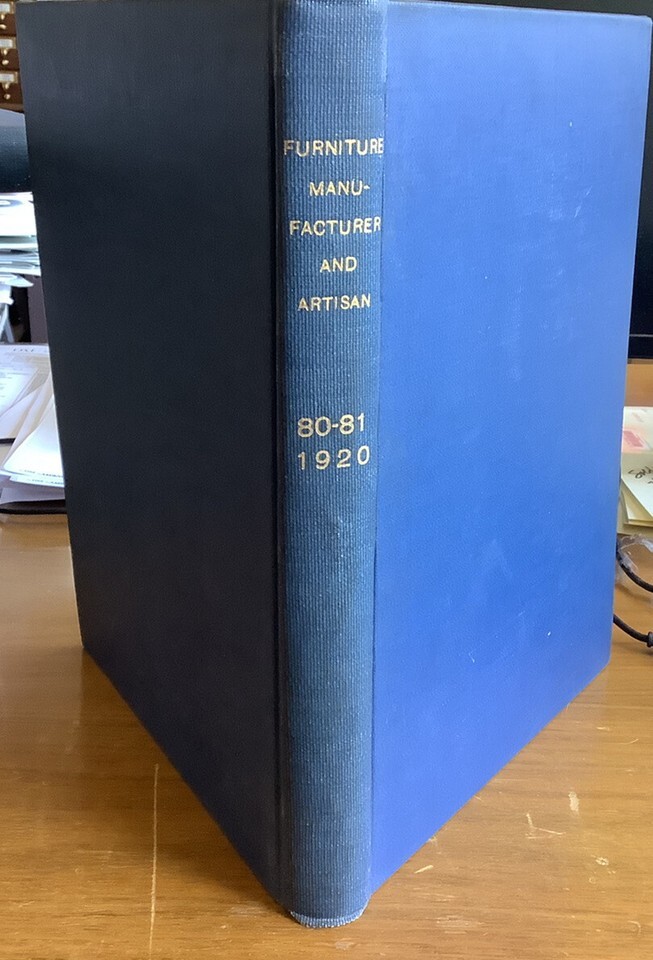 FURNITURE
MANU-
FACTURER
AND
ARTISAN
80-81
1920